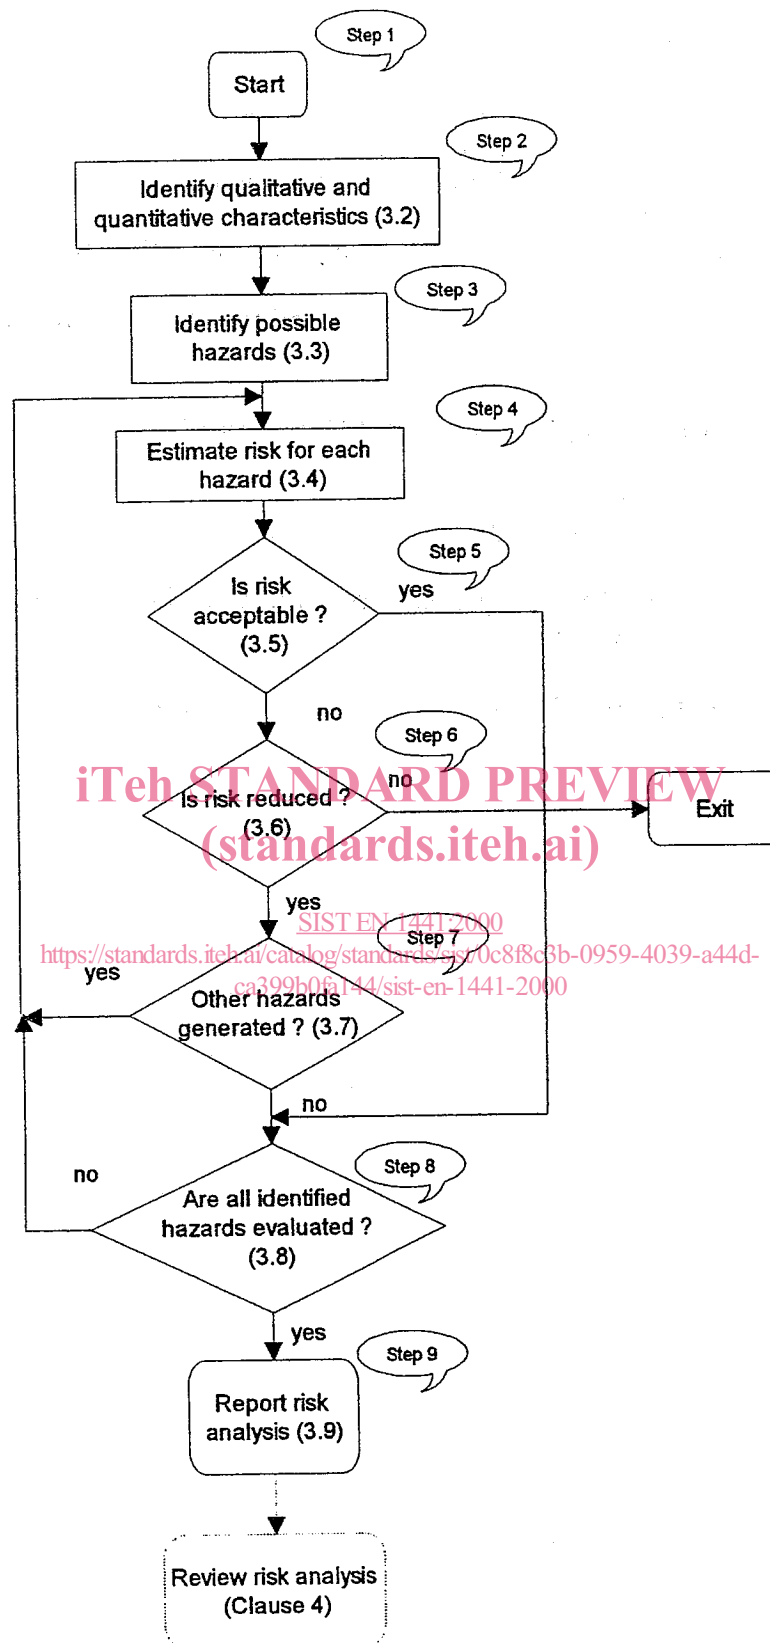 Step 1
Start
Step 2
Identify qualitative and
quantitative characteristics (3.2)
Step 3
Identify possible
hazards (3.3)
Step 4
Estimate risk for each
hazard (3.4)
Step 5
yes
Is risk
acceptable ?
(3.5)
no
Step 6
iTeh STANDARD PREVIEW
no
Is risk reduced ?
(3.6)
Exit
(standards.iteh.ai)
yes
SIST EN 1441:2000
Step 7
https://standards.iteh.ai/catalog/standards/sist/0c8f8c3b-0959-4039-a44d-
ca399b0fa144/sist-en-1441-2000
yes
Other hazards
generated ? (3.7)
no
no
Step 8
Are all identified
hazards evaluated ?
(3.8)
yes
Step 9
Report risk
analysis (3.9)
Review risk analysis
(Clause 4)